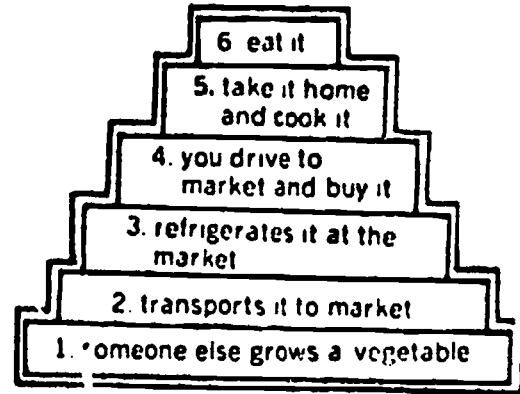 6 eat it
5. take it home
and cook it
4. you drive to
market and buy it
3. refrigerates it at the
market
2. transports it to market
1. omeone else grows a vegetable